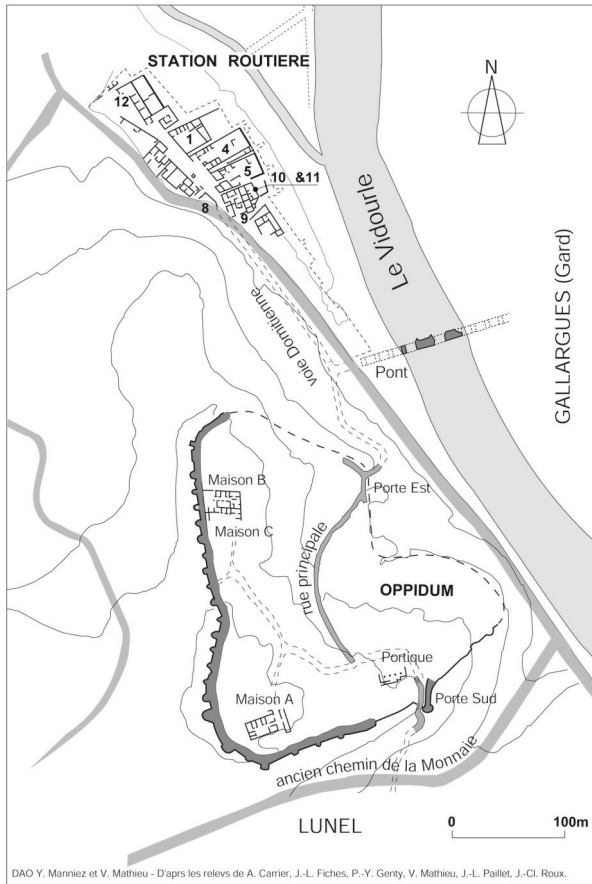 STATION ROUTIERE
N
12
1
4
5
10 &11
8
9
Le Vidourle
GALLARGUES (Gard)
voie Domitienne
Pont
Maison B
Porte Est
Maison C
rue principale
OPPIDUM
Portique
Maison A
Porte Sud
ancien chemin de la Monnaie
LUNEL
0 100m
DAO Y. Manniez et V. Mathieu - D'aprs les relevs de A. Carrier, J.-L. Fiches, P.-Y. Genty, V. Mathieu, J.-L. Paillet, J.-Cl. Roux.